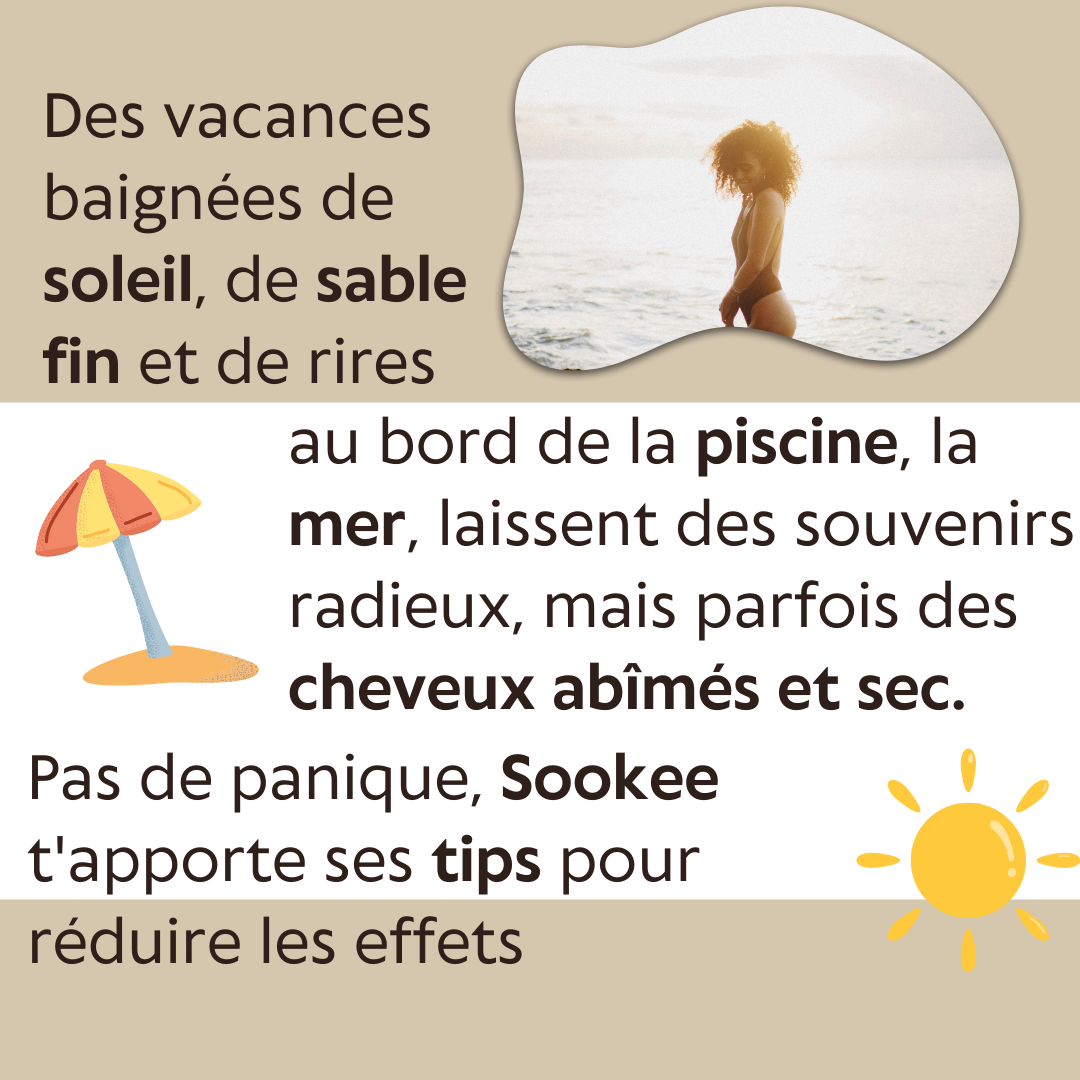 Des vacances
baignées de
soleil, de sable
fin et de rires
au bord de la piscine, la
mer, laissent des souvenirs
radieux, mais parfois des
cheveux abîmés et sec.
Pas de panique, Sookee
t'apporte ses tips pour
réduire les effets